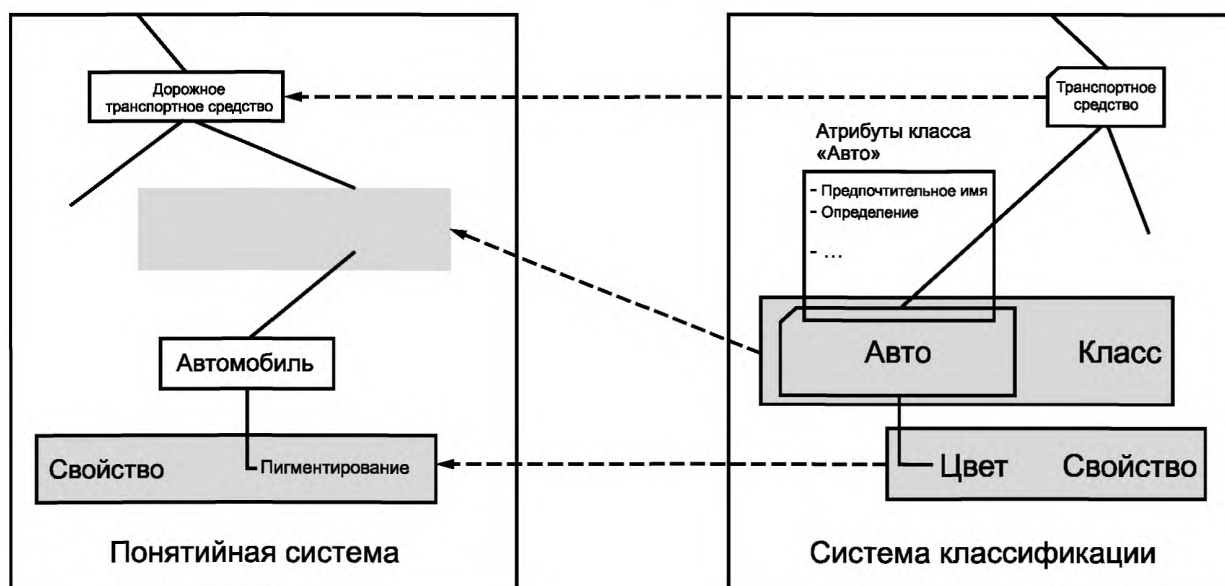 Дорожное
транспортное средство
Автомобиль
Свойство
Пигментирование
Понятийная система
Транспортное
средство
Атрибуты класса
«Авто»
- Предпочтительное имя
- Определение
- ...
Авто
Класс
Цвет
Свойство
Система классификации